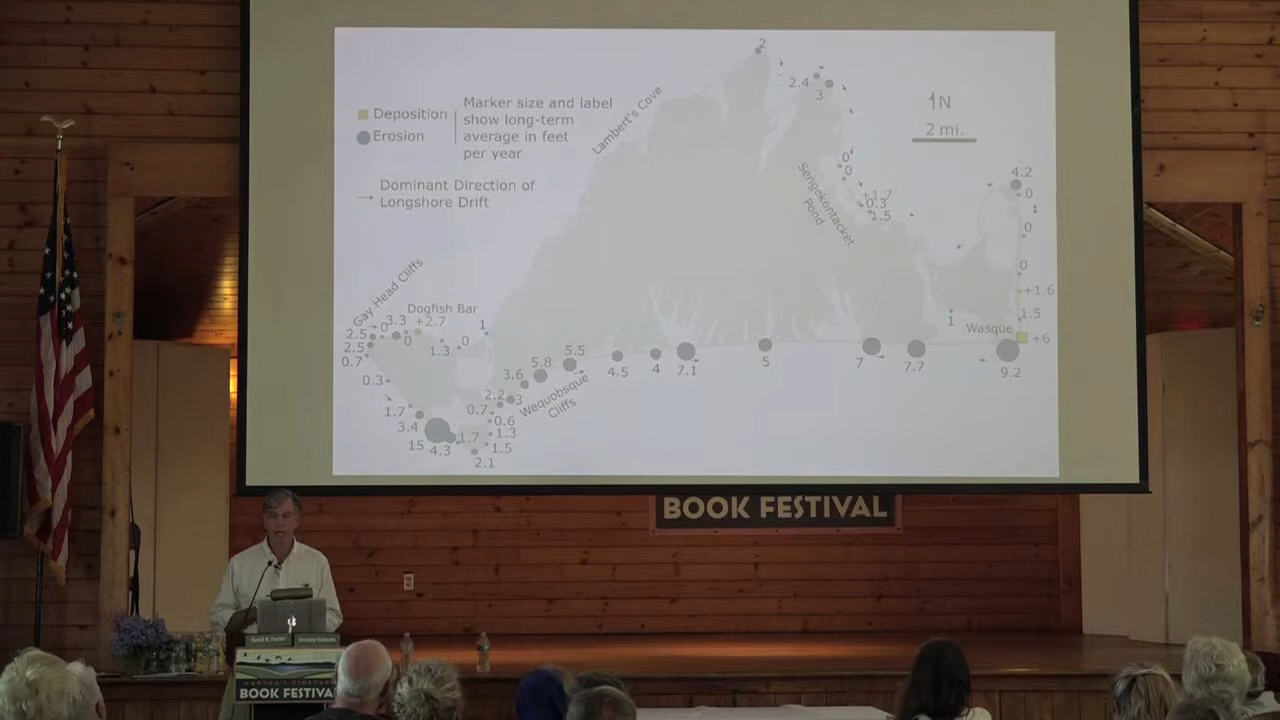 2
2.4
3
Lambert's Cove
Deposition
Erosion
Marker size and label
show long-term
average in feet
per year
N
2 mi.
Dominant Direction of
Longshore Drift
0
0
Sengekontacket
Pond
+1.7
0.3
1.5
4.2
0
0
0
+1.6
1.5
1
Wasque
+6
9.2
Gay Head Cliffs
Dogfish Bar
3.3
+2.7
2.5
0
0
1.3
0
1
2.5
0.7
0.3
1.7
3.4
15
4.3
1.7
2.1
1.5
1.3
0.6
0.7
2.2
3
3.6
5.8
5.5
Wequobsque
Cliffs
4.5
4
7.1
5
7
7.7
BOOK FESTIVAL
David R. Foster
MARTHA'S VINEYARD
BOOK FESTIVA